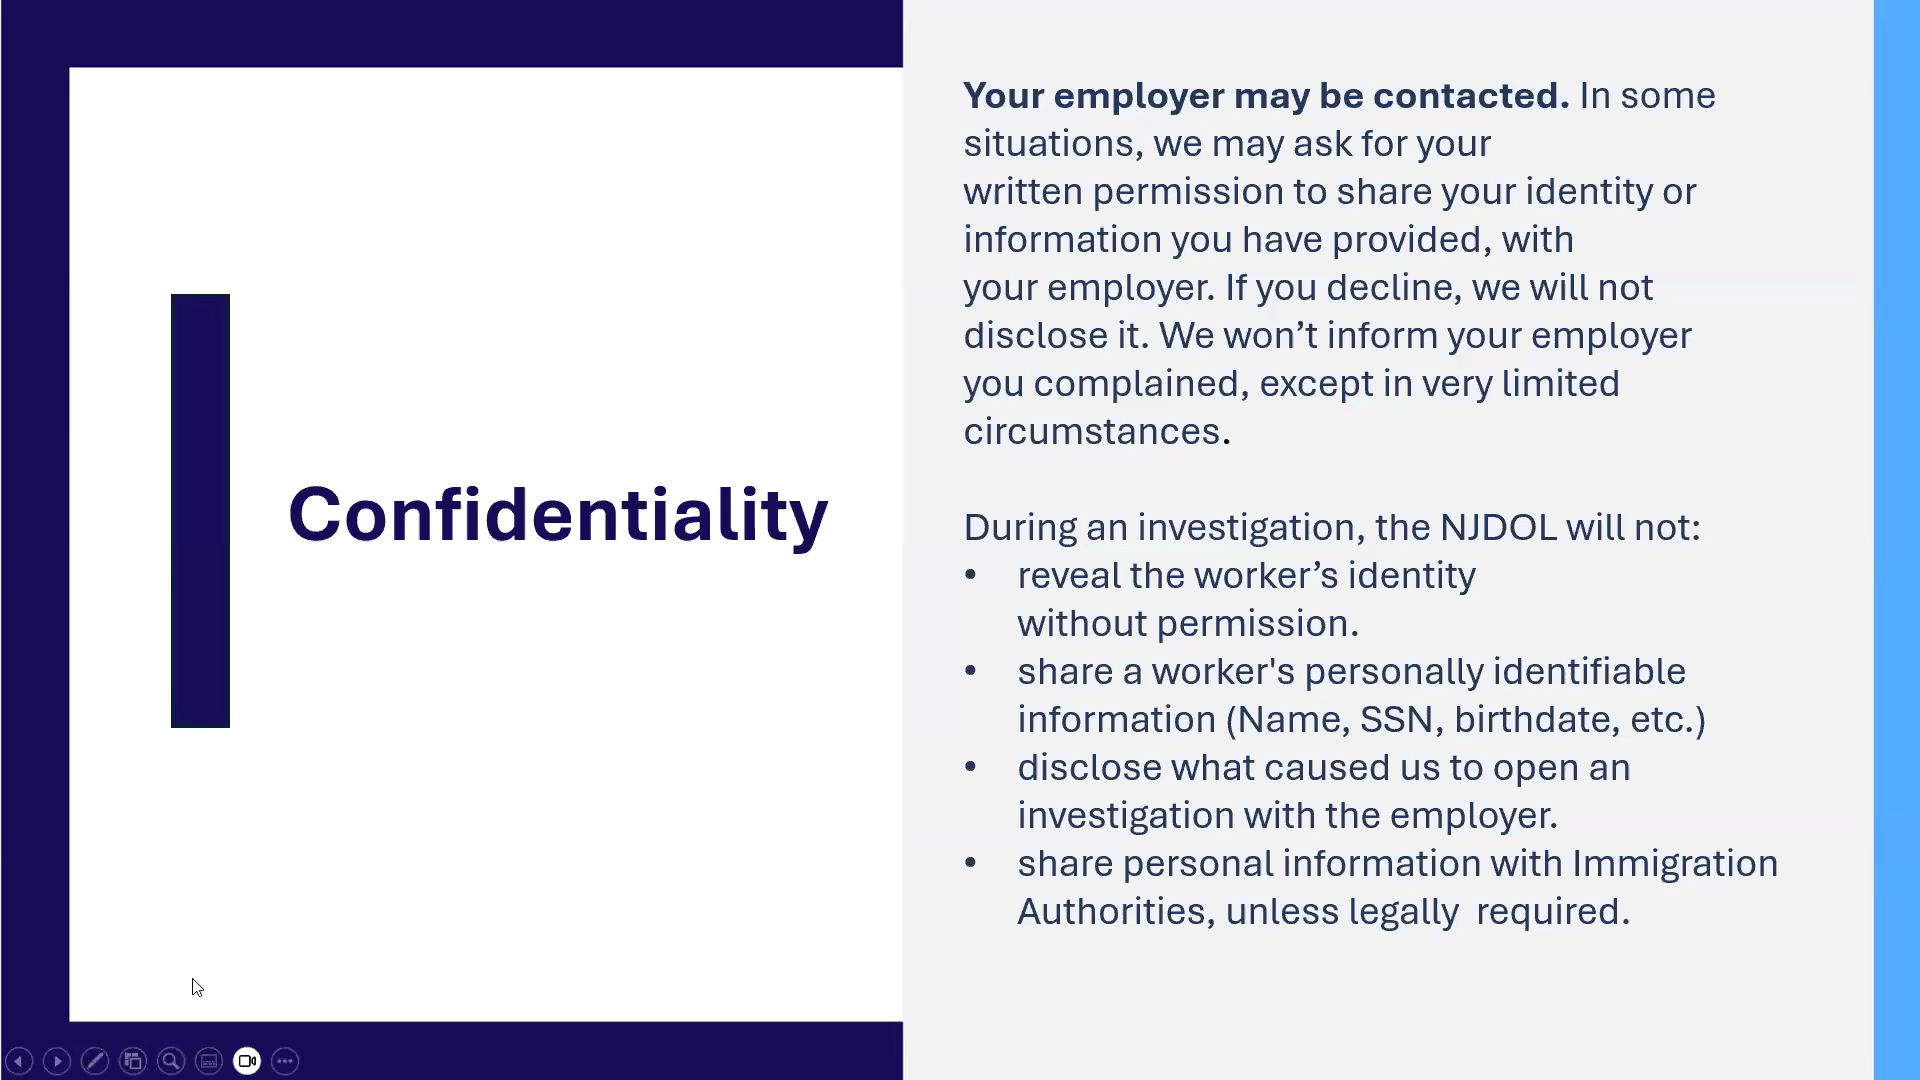 Confidentiality
Your employer may be contacted. In some
situations, we may ask for your
written permission to share your identity or
information you have provided, with
your employer. If you decline, we will not
disclose it. We won’t inform your employer
you complained, except in very limited
circumstances.
During an investigation, the NJDOL will not:
• reveal the worker’s identity
without permission.
• share a worker's personally identifiable
information (Name, SSN, birthdate, etc.)
• disclose what caused us to open an
investigation with the employer.
• share personal information with Immigration
Authorities, unless legally  required.